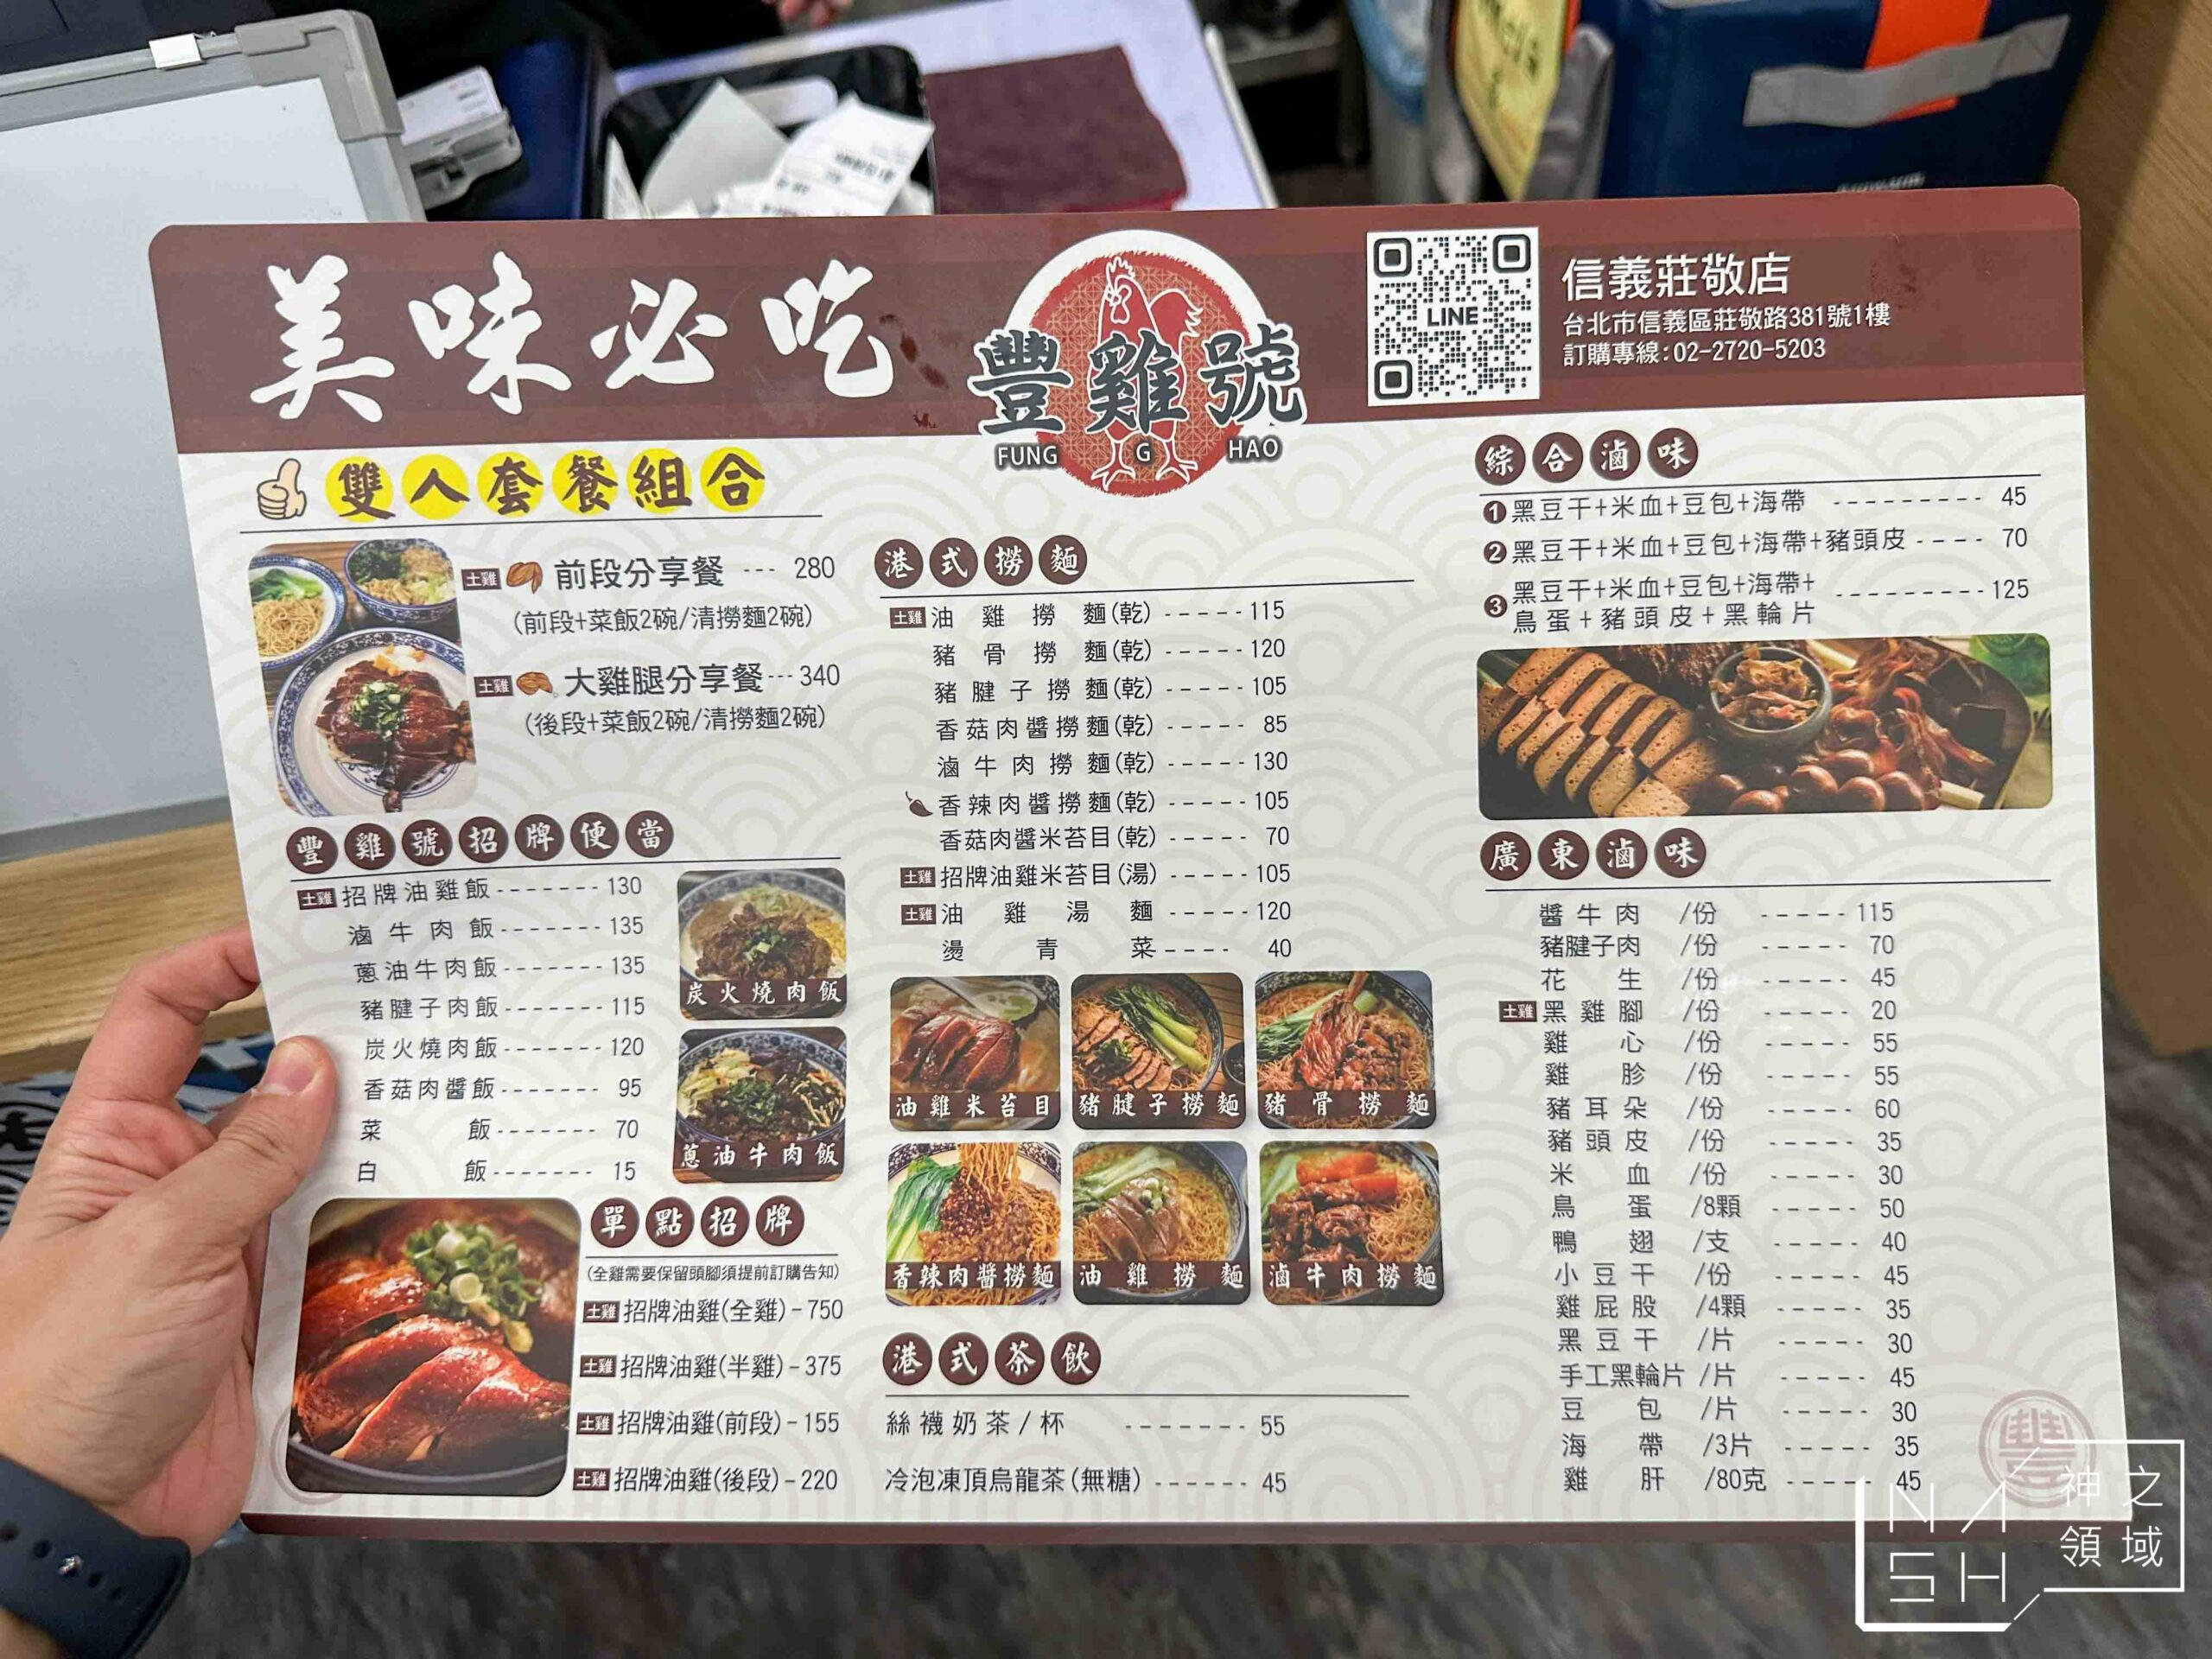 美味必吃
豐雞號
FUNG G HAO
LINE
信義莊敬店
台北市信義區莊敬路381號1樓
訂購專線:02-2720-5203
雙人套餐組合
土雞 前段分享餐 --- 280
(前段+菜飯2碗/清撈麵2碗)
土雞 大雞腿分享餐 --- 340
(後段+菜飯2碗/清撈麵2碗)
豐雞號招牌便當
土雞 招牌油雞飯 ------- 130
滷牛肉飯 ------- 135
蔥油牛肉飯 ------- 135
豬腱子肉飯 ------- 115
炭火燒肉飯 ------- 120
香菇肉醬飯 ------- 95
菜飯 ------- 70
白飯 ------- 15
炭火燒肉飯
蔥油牛肉飯
單點招牌
(全雞需要保留頭腳須提前訂購告知)
土雞 招牌油雞(全雞)-750
土雞 招牌油雞(半雞)-375
土雞 招牌油雞(前段)-155
土雞 招牌油雞(後段)-220
港式撈麵
土雞 油雞撈麵(乾) ----- 115
豬骨撈麵(乾) ----- 120
豬腱子撈麵(乾) ----- 105
香菇肉醬撈麵(乾) ----- 85
滷牛肉撈麵(乾) ----- 130
香辣肉醬撈麵(乾) ----- 105
香菇肉醬米苔目(乾) ----- 70
土雞 招牌油雞米苔目(湯) ----- 105
土雞 油雞湯麵 ----- 120
燙青菜 ---- 40
油雞米苔目
豬腱子撈麵
豬骨撈麵
香辣肉醬撈麵
油雞撈麵
滷牛肉撈麵
港式茶飲
絲襪奶茶/杯 ------- 55
冷泡凍頂烏龍茶(無糖) ------ 45
綜合滷味
❶黑豆干+米血+豆包+海帶 --------- 45
❷黑豆干+米血+豆包+海帶+豬頭皮 ---- 70
❸黑豆干+米血+豆包+海帶+
鳥蛋+豬頭皮+黑輪片 --------- 125
廣東滷味
醬牛肉 /份 ----- 115
豬腱子肉 /份 ----- 70
花生 /份 ----- 45
土雞 黑雞腳 /份 ----- 20
雞心 /份 ----- 55
雞胗 /份 ----- 55
豬耳朵 /份 ----- 60
豬頭皮 /份 ----- 35
米血 /份 ----- 30
鳥蛋 /8顆 ----- 50
鴨翅 /支 ----- 40
小豆干 /份 ----- 45
雞屁股 /4顆 ----- 35
黑豆干 /片 ----- 30
手工黑輪片 /片 ----- 45
豆包 /片 ----- 30
海帶 /3片 ----- 35
雞肝 /80克 ----- 45
豐
NASH
神之領域